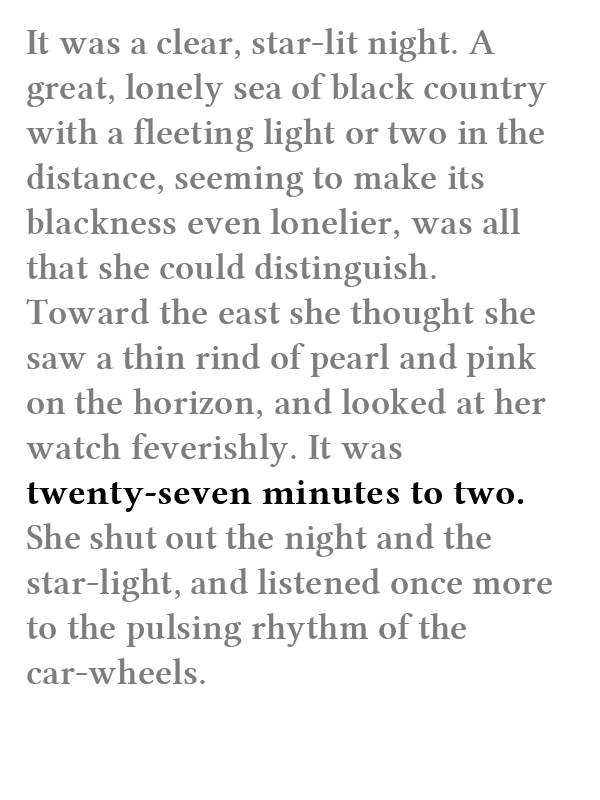 It was a clear, star-lit night. A
great, lonely sea of black country
with a fleeting light or two in the
distance, seeming to make its
blackness even lonelier, was all
that she could distinguish.
Toward the east she thought she
saw a thin rind of pearl and pink
on the horizon, and looked at her
watch feverishly. It was
twenty-seven minutes to two.
She shut out the night and the
star-light, and listened once more
to the pulsing rhythm of the
car-wheels.